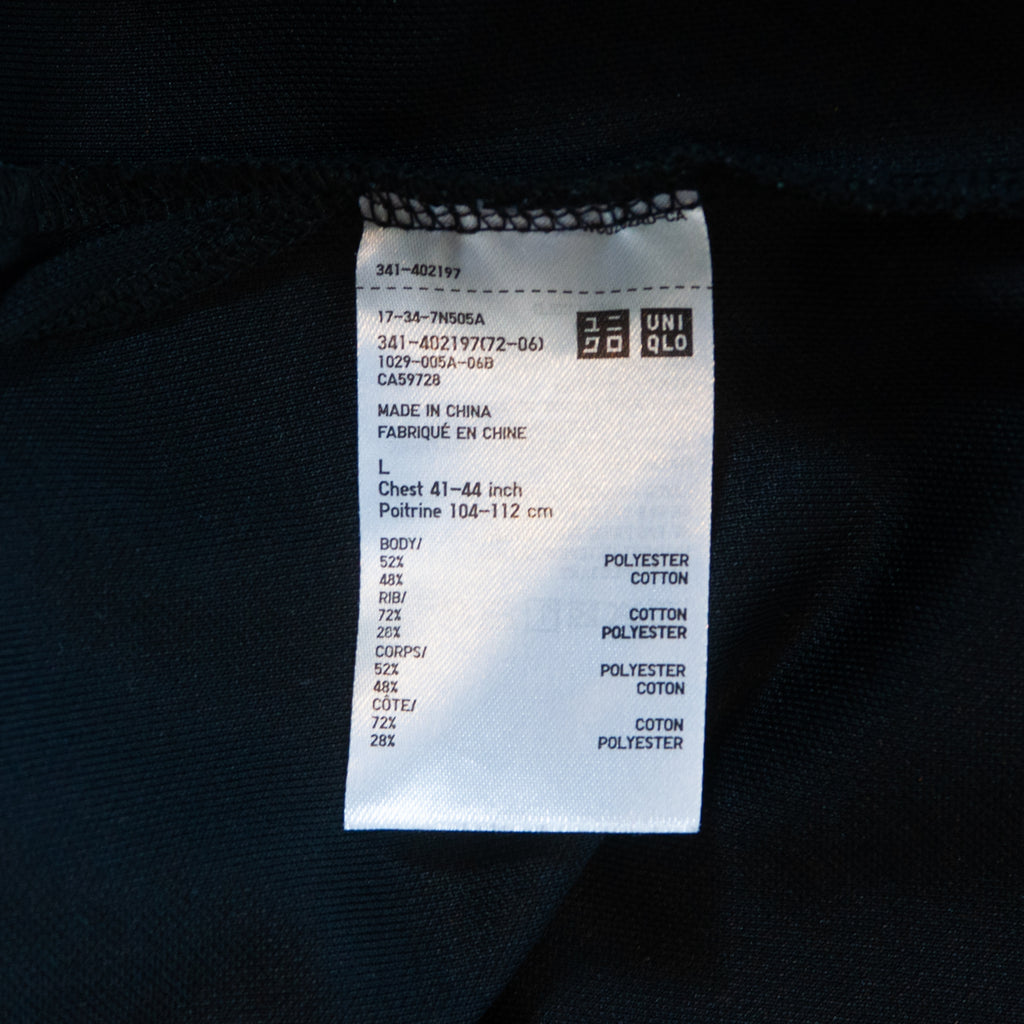 341-402197
17-34-7N505A
ユニ
クロ
UNI
QLO
341-402197(72-06)
1029-005A-06B
CA59728
MADE IN CHINA
FABRIQUÉ EN CHINE
L
Chest 41-44 inch
Poitrine 104-112 cm
BODY/
52% POLYESTER
48% COTTON
RIB/
72% COTTON
28% POLYESTER
CORPS/
52% POLYESTER
48% COTON
CÔTE/
72% COTON
28% POLYESTER